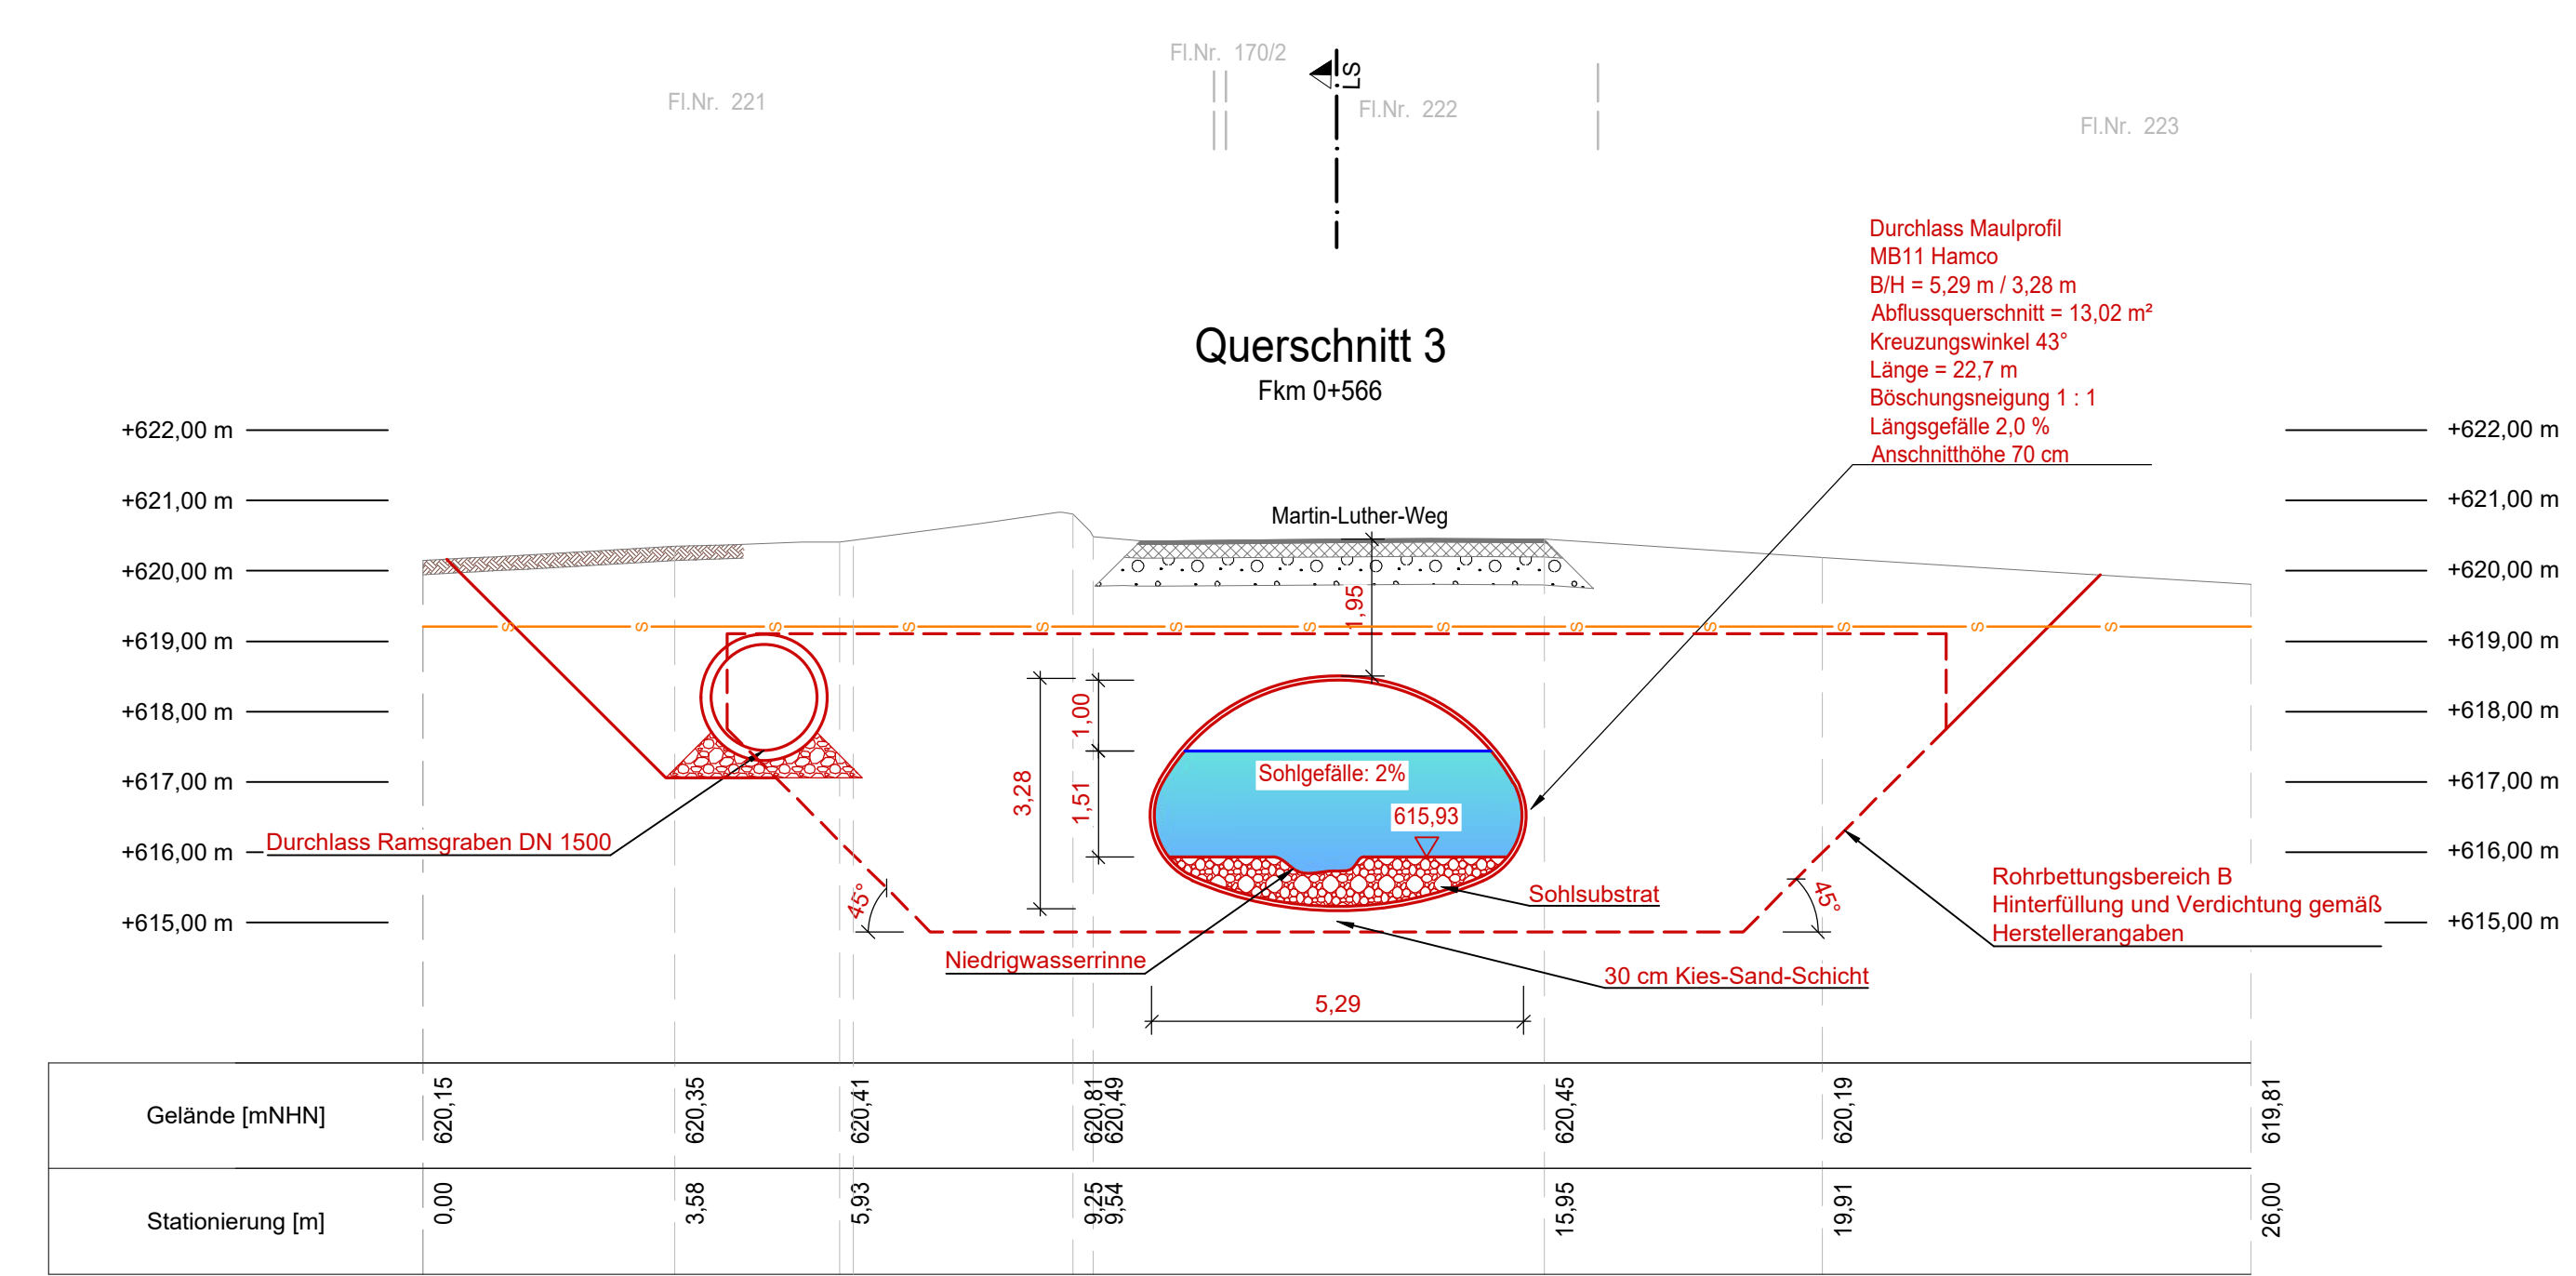 Fl.Nr. 170/2
LS
Fl.Nr. 221
Fl.Nr. 222
Fl.Nr. 223
Durchlass Maulprofil
MB11 Hamco
B/H = 5,29 m / 3,28 m
Abflussquerschnitt = 13,02 m²
Kreuzungswinkel 43°
Länge = 22,7 m
Böschungsneigung 1 : 1
Längsgefälle 2,0 %
Anschnitthöhe 70 cm
Querschnitt 3
Fkm 0+566
+622,00 m
+622,00 m
+621,00 m
+621,00 m
Martin-Luther-Weg
+620,00 m
+620,00 m
1,95
S S S S S S S S S S S S S
+619,00 m
+619,00 m
+618,00 m
+618,00 m
1,00
+617,00 m
+617,00 m
Sohlgefälle: 2%
3,28
1,51
615,93
+616,00 m
+616,00 m
Durchlass Ramsgraben DN 1500
45°
45°
Sohlsubstrat
Rohrbettungsbereich B
Hinterfüllung und Verdichtung gemäß
Herstellerangaben
+615,00 m
+615,00 m
Niedrigwasserrinne
30 cm Kies-Sand-Schicht
5,29
Gelände [mNHN] 620,15 620,35 620,41 620,81 620,49 620,45 620,19 619,81
Stationierung [m] 0,00 3,58 5,93 9,25 9,54 15,95 19,91 26,00